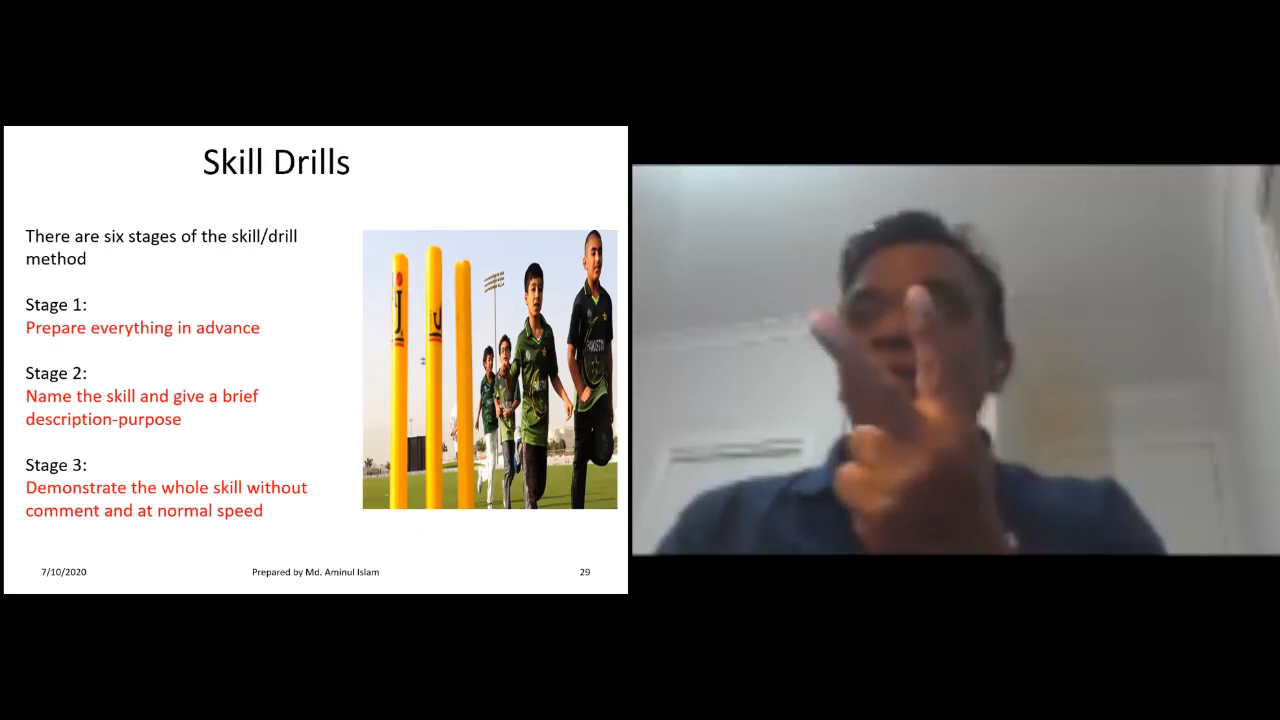 Skill Drills
There are six stages of the skill/drill
method
Stage 1:
Prepare everything in advance
Stage 2:
Name the skill and give a brief
description-purpose
Stage 3:
Demonstrate the whole skill without
comment and at normal speed
PAKISTAN
7/10/2020
Prepared by Md. Aminul Islam
29